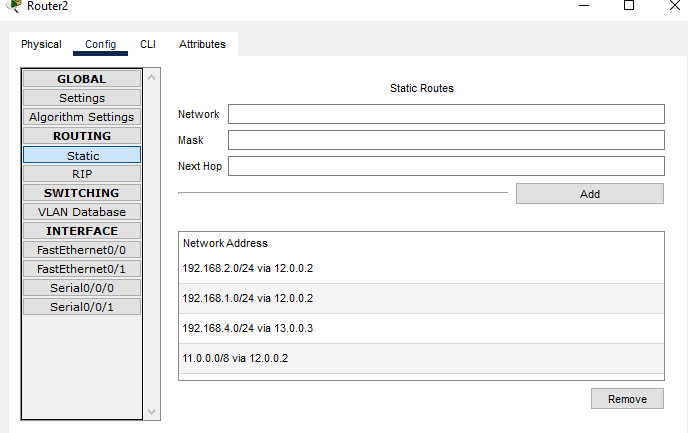 Router2
Physical Config CLI Attributes
GLOBAL
Settings
Algorithm Settings
ROUTING
Static
RIP
SWITCHING
VLAN Database
INTERFACE
FastEthernet0/0
FastEthernet0/1
Serial0/0/0
Serial0/0/1
Static Routes
Network
Mask
Next Hop
Add
Network Address
192.168.2.0/24 via 12.0.0.2
192.168.1.0/24 via 12.0.0.2
192.168.4.0/24 via 13.0.0.3
11.0.0.0/8 via 12.0.0.2
Remove